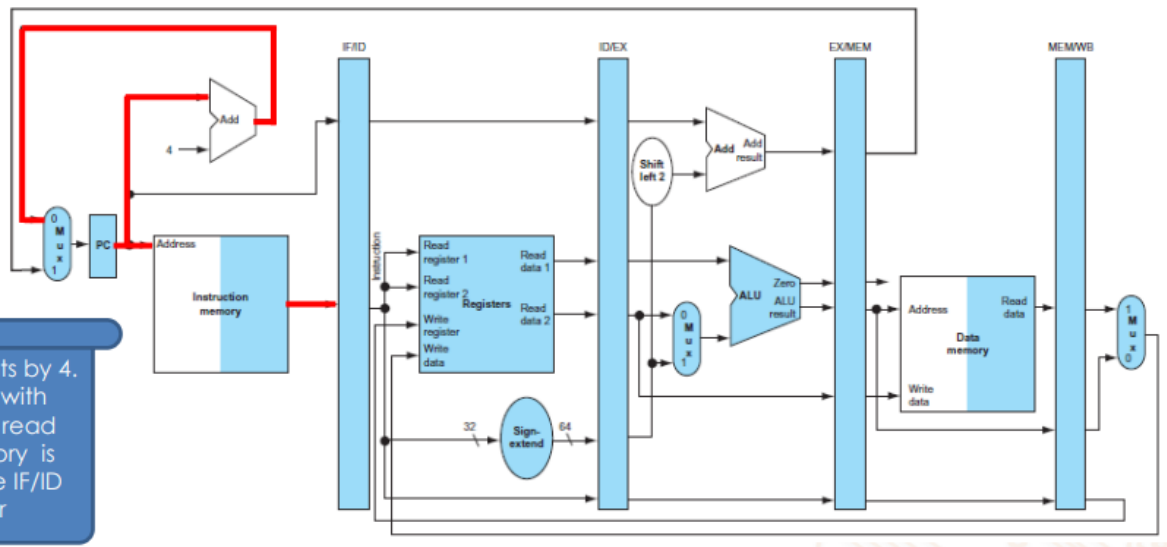 IF/ID
ID/EX
EX/MEM
MEM/WB
Add
4
Shift
left 2
Add
Add
result
0
M
u
x
1
PC
Address
Instruction
memory
Instruction
Read
register 1
Read
register 2
Registers
Write
register
Write
data
Read
data 1
Read
data 2
0
M
u
x
1
ALU
Zero
ALU
result
Address
Read
data
Data
memory
Write
data
1
M
u
x
0
32
Sign-
extend
64
ts by 4.
with
read
ory is
e IF/ID
r